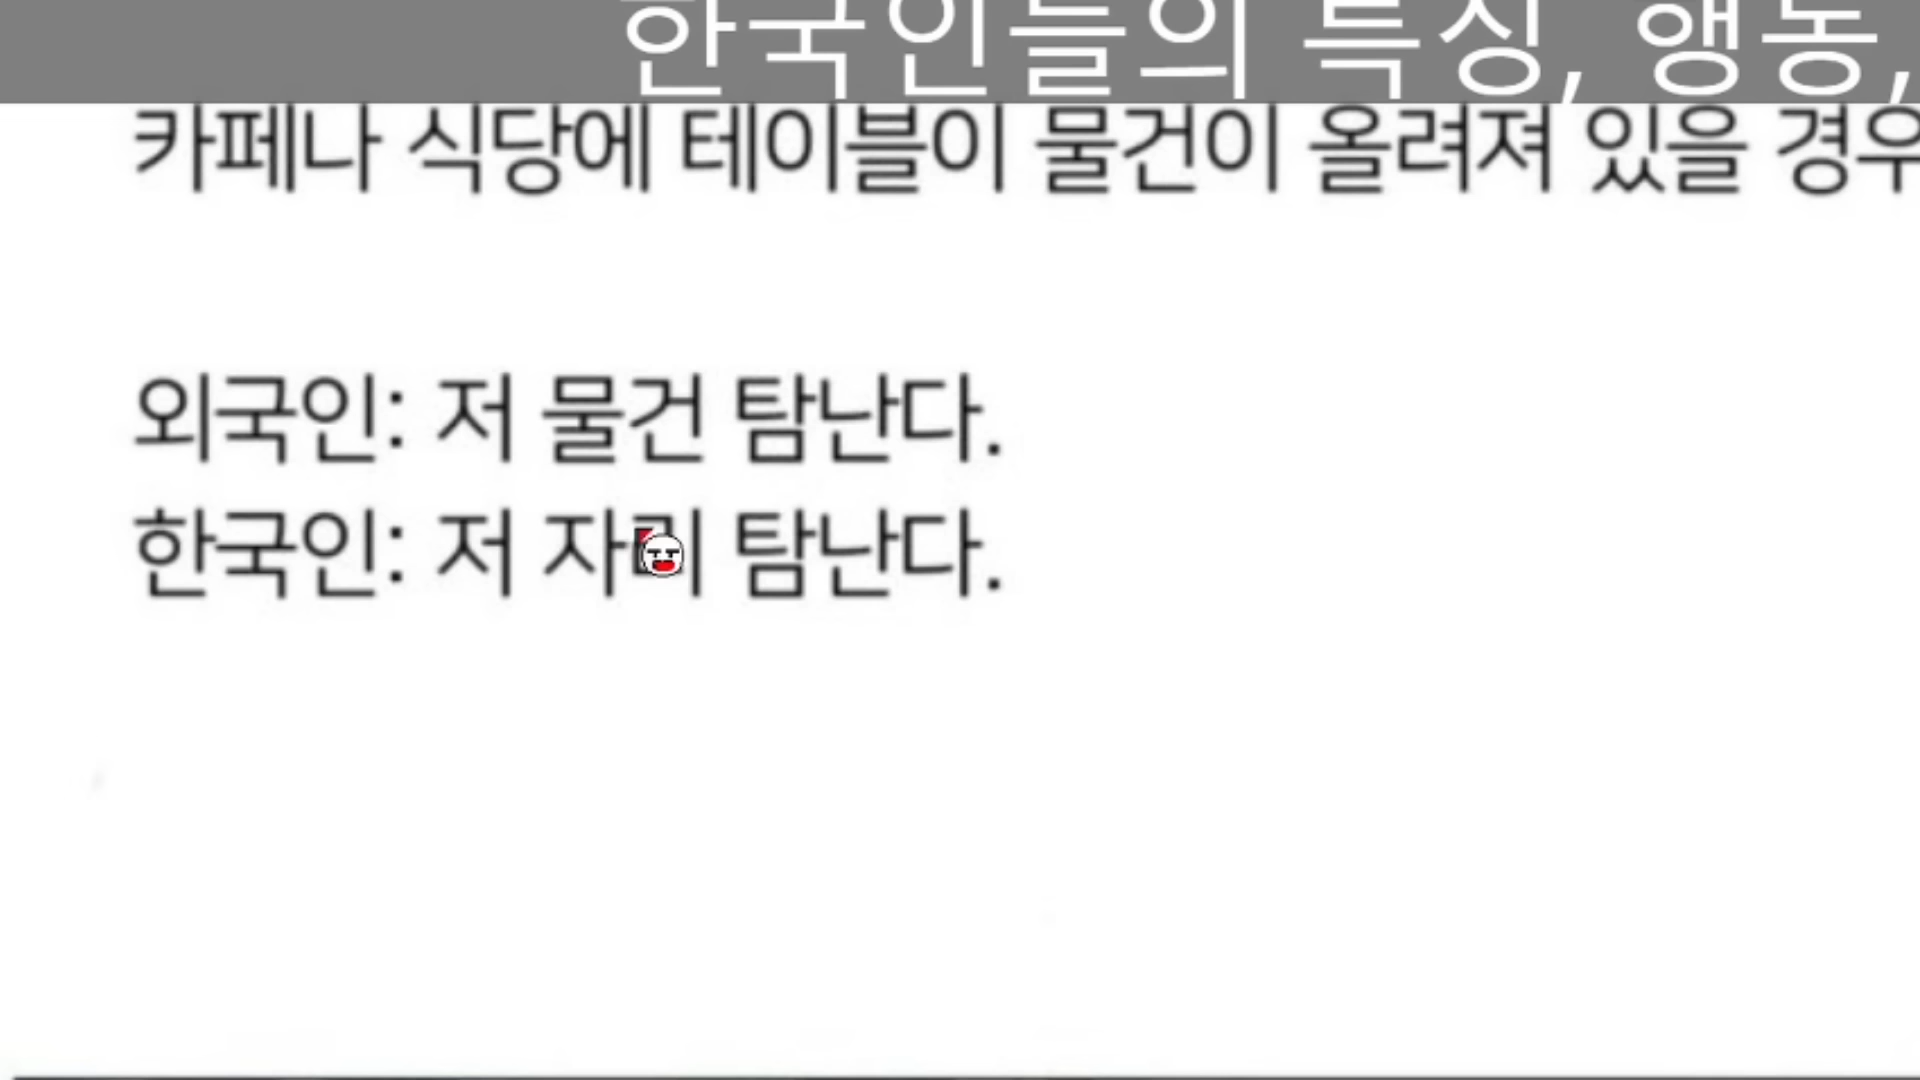 한국인들의 특징, 행동,
카페나 식당에 테이블이 물건이 올려져 있을 경우
외국인: 저 물건 탐난다.
한국인: 저 자리 탐난다.